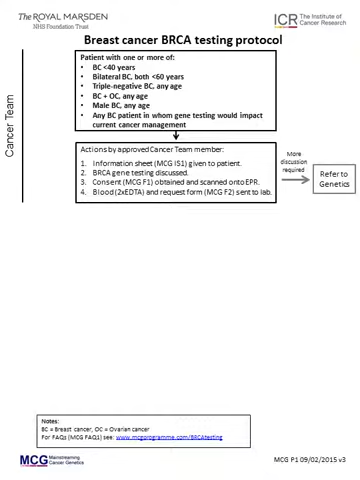 The ROYAL MARSDEN
NHS Foundation Trust
ICR The Institute of
Cancer Research
Breast cancer BRCA testing protocol
Cancer Team
Patient with one or more of:
• BC <40 years
• Bilateral BC, both <60 years
• Triple-negative BC, any age
• BC + OC, any age
• Male BC, any age
• Any BC patient in whom gene testing would impact
current cancer management
Actions by approved Cancer Team member:
1. Information sheet (MCG IS1) given to patient.
2. BRCA gene testing discussed.
3. Consent (MCG F1) obtained and scanned onto EPR.
4. Blood (2xEDTA) and request form (MCG F2) sent to lab.
More
discussion
required
Refer to
Genetics
Notes:
BC = Breast cancer, OC = Ovarian cancer
For FAQs (MCG FAQ1) see: www.mcgprogramme.com/BRCAtesting
MCG Mainstreaming
Cancer Genetics
MCG P1 09/02/2015 v3